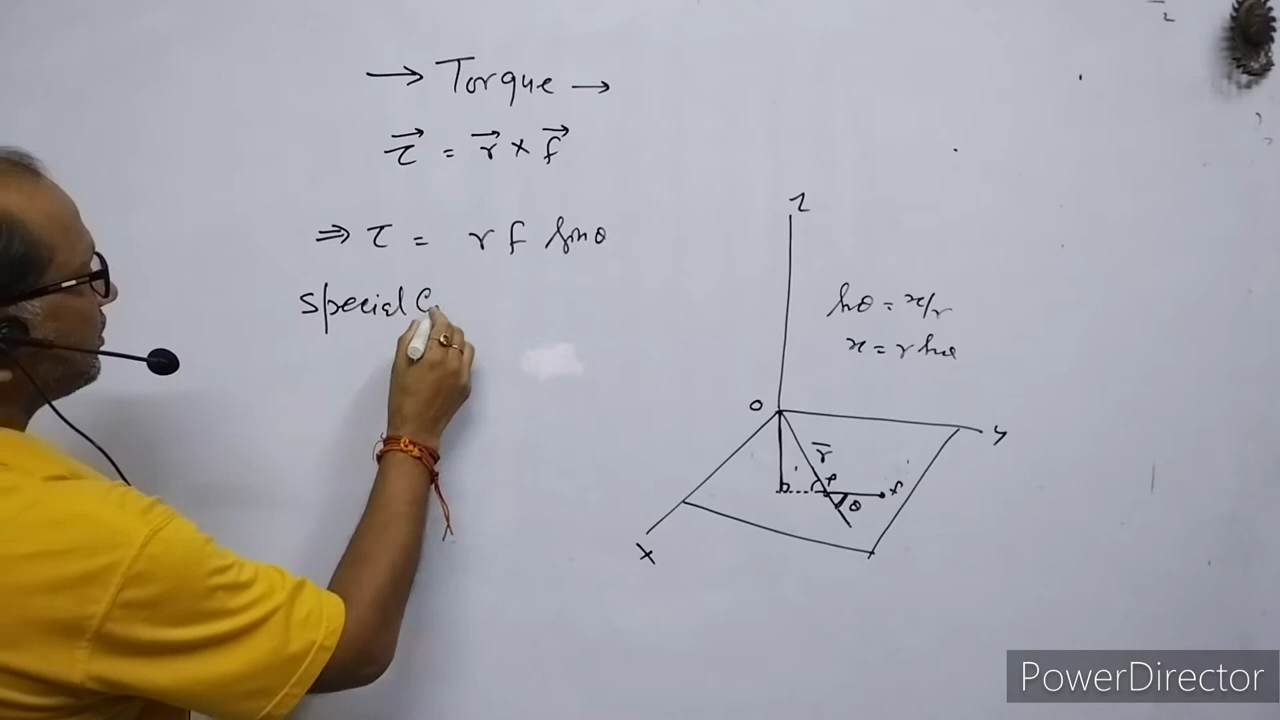 → Torque →
τ⃗ = r⃗ × f⃗
⇒ τ = r f sinθ
special C
z
sinθ = x/r
x = r sinθ
O
y
r⃗
P
f
θ
X
PowerDirector